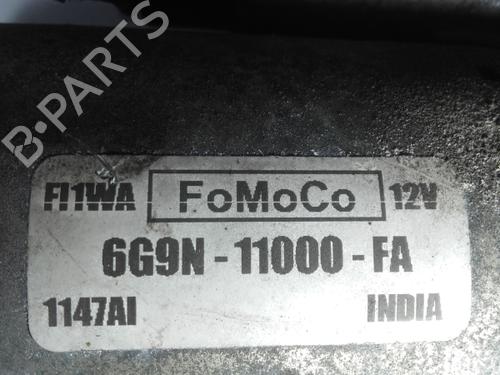 B-PARTS
FI1WA FoMoCo 12V
6G9N - 11000 - FA
1147AI INDIA